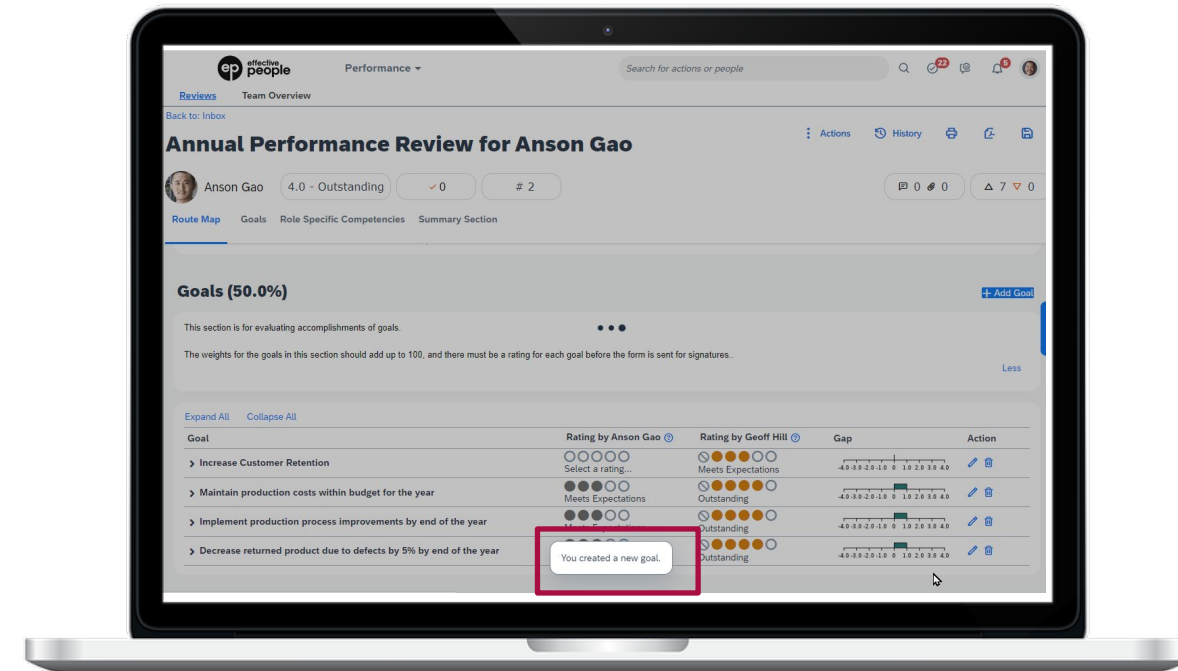 ep effective people
Performance
Search for actions or people
22
5
Reviews Team Overview
Back to: Inbox
Annual Performance Review for Anson Gao
Actions History
Anson Gao 4.0 - Outstanding 0 # 2 0 0 7 0
Route Map Goals Role Specific Competencies Summary Section
Goals (50.0%)
+ Add Goal
This section is for evaluating accomplishments of goals.
The weights for the goals in this section should add up to 100, and there must be a rating for each goal before the form is sent for signatures..
Less
Expand All Collapse All
Goal Rating by Anson Gao Rating by Geoff Hill Gap Action
Increase Customer Retention
Select a rating... Meets Expectations -4.0 -3.0 -2.0 -1.0 0 1.0 2.0 3.0 4.0
Maintain production costs within budget for the year
Meets Expectations Outstanding -4.0 -3.0 -2.0 -1.0 0 1.0 2.0 3.0 4.0
Implement production process improvements by end of the year
Meets Expectations Outstanding -4.0 -3.0 -2.0 -1.0 0 1.0 2.0 3.0 4.0
Decrease returned product due to defects by 5% by end of the year
You created a new goal.
Outstanding -4.0 -3.0 -2.0 -1.0 0 1.0 2.0 3.0 4.0